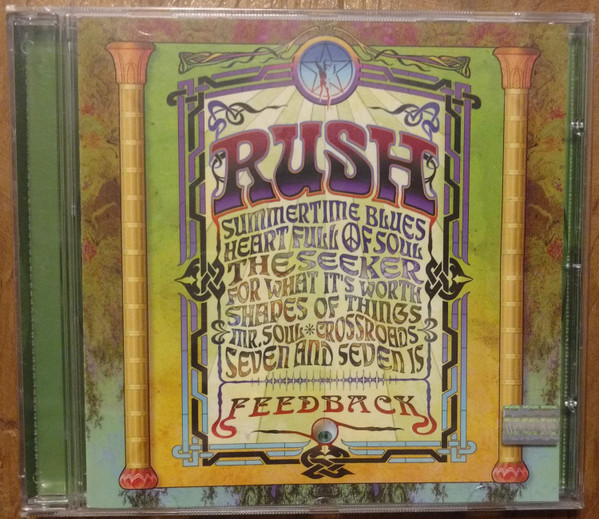 RUSH
SUMMERTIME BLUES
HEART FULL OF SOUL
THE SEEKER
FOR WHAT IT'S WORTH
SHAPES OF THINGS
MR. SOUL * CROSSROADS
SEVEN AND SEVEN IS
FEEDBACK